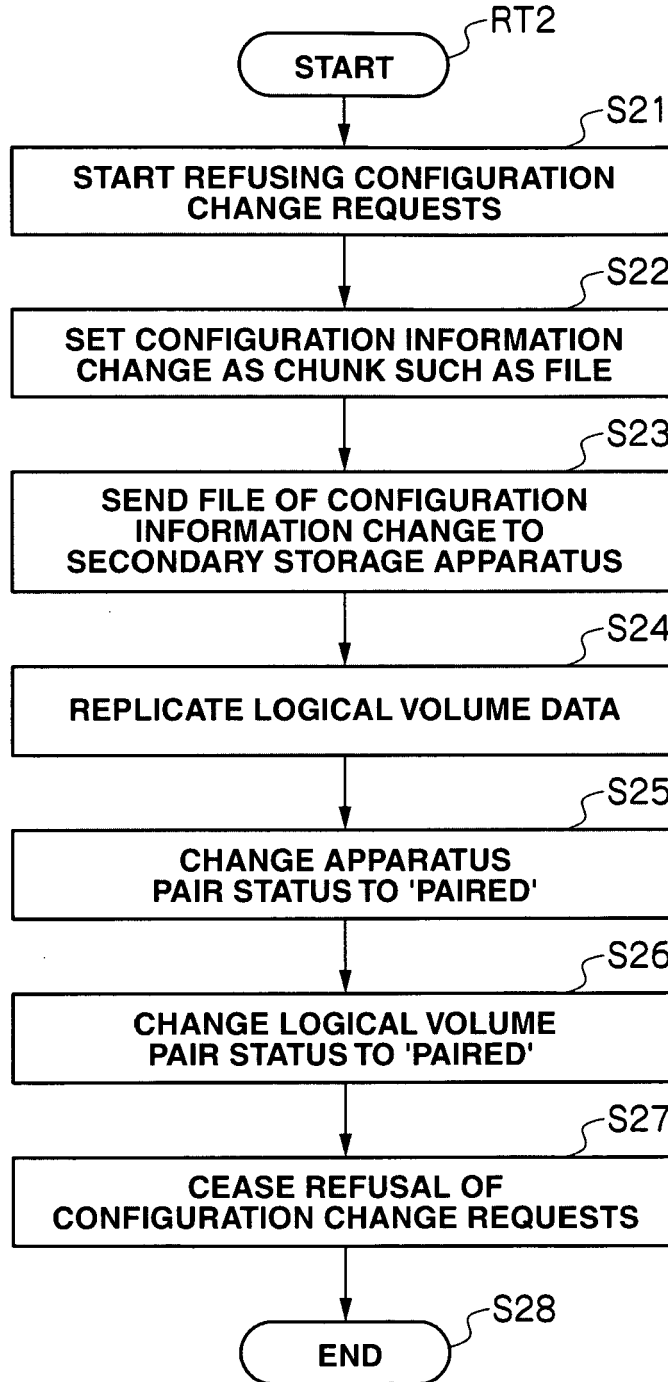 RT2
START
S21
START REFUSING CONFIGURATION
CHANGE REQUESTS
S22
SET CONFIGURATION INFORMATION
CHANGE AS CHUNK SUCH AS FILE
S23
SEND FILE OF CONFIGURATION
INFORMATION CHANGE TO
SECONDARY STORAGE APPARATUS
S24
REPLICATE LOGICAL VOLUME DATA
S25
CHANGE APPARATUS
PAIR STATUS TO 'PAIRED'
S26
CHANGE LOGICAL VOLUME
PAIR STATUS TO 'PAIRED'
S27
CEASE REFUSAL OF
CONFIGURATION CHANGE REQUESTS
S28
END